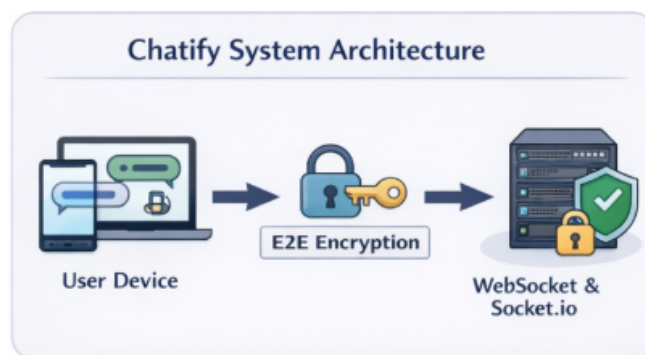 Chatify System Architecture
E2E Encryption
User Device
WebSocket &
Socket.io